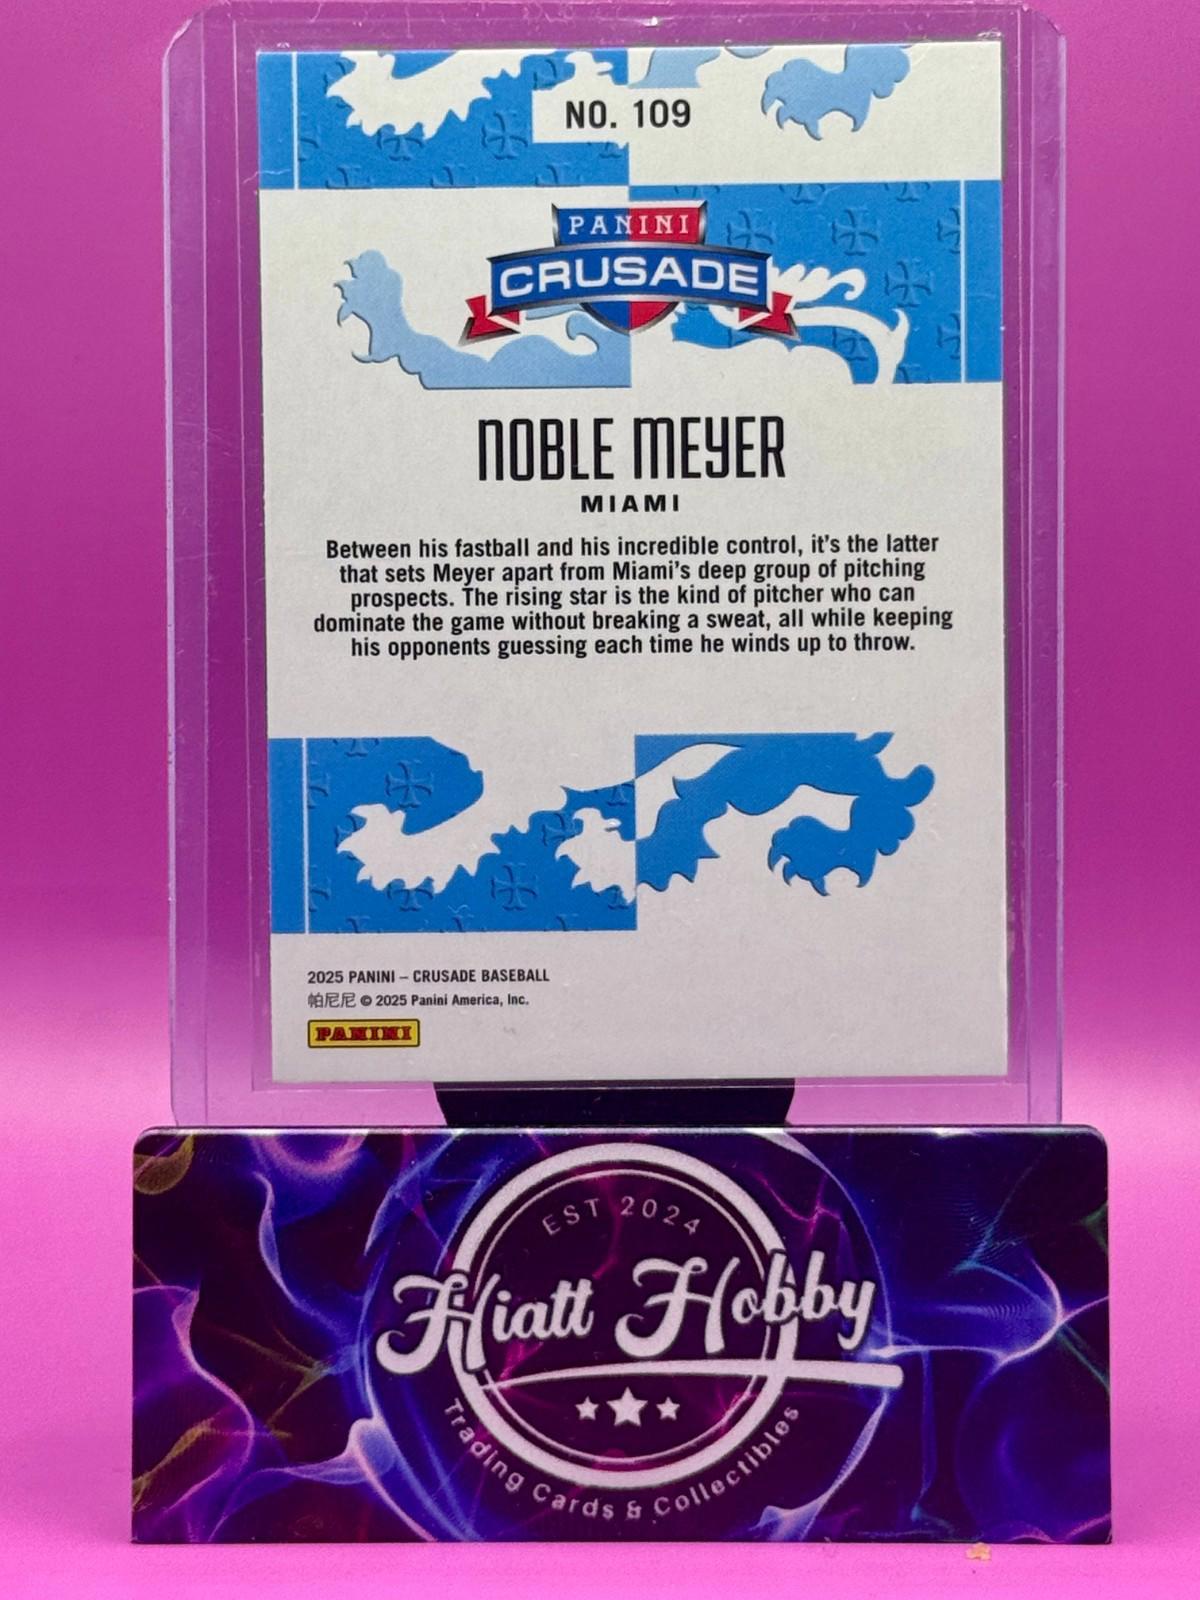 NO. 109
PANINI
CRUSADE
NOBLE MEYER
MIAMI
Between his fastball and his incredible control, it's the latter
that sets Meyer apart from Miami's deep group of pitching
prospects. The rising star is the kind of pitcher who can
dominate the game without breaking a sweat, all while keeping
his opponents guessing each time he winds up to throw.
2025 PANINI – CRUSADE BASEBALL
帕尼尼 © 2025 Panini America, Inc.
PANINI
EST 2024
Hiatt Hobby
Trading Cards & Collectibles